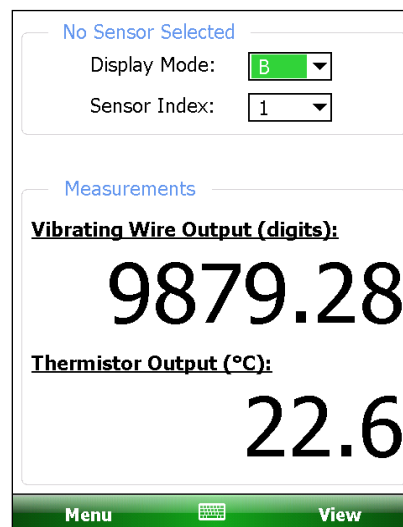 No Sensor Selected
Display Mode: B
Sensor Index: 1
Measurements
Vibrating Wire Output (digits):
9879.28
Thermistor Output (°C):
22.6
Menu View